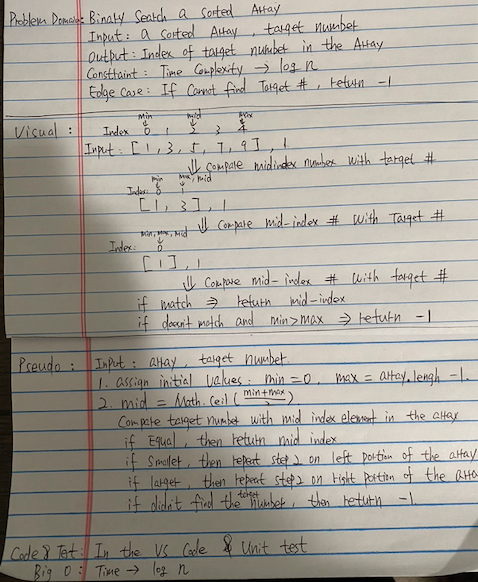 Problem Domain: Binary Search a Sorted Array
Input: a Sorted Array, target number
Output: Index of target number in the Array
Constraint: Time Complexity → log n
Edge Case: If Cannot find Target #, return -1
Visual:
min mid max
Index 0 1 2 3 4
Input: [1, 3, 5, 7, 9], 1
⇓ Compare midindex number with target #
min max, mid
Index: 0 1
[1, 3], 1
⇓ Compare mid-index # with Target #
min, max, mid
Index: 0
[1], 1
⇓ Compare mid-index # with target #
if match ⇒ return mid-index
if doesn't match and min>max ⇒ return -1
Pseudo: Input: array, target number.
1. assign initial values: min=0. max = array.lengh -1.
2. mid = Math.Ceil(min+max/2)
Compare target number with mid index element in the array
if Equal, then return mid index
if smaller, then repeat step 2 on left portion of the array
if larger, then repeat step 2 on right portion of the arra
if didn't find the target number, then return -1
Code & Test: In the VS Code & Unit test
Big O: Time → log n